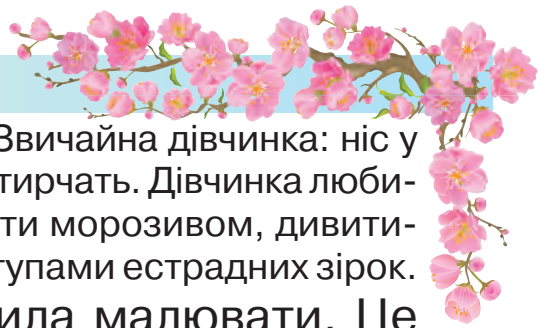 Звичайна дівчинка: ніс у
тирчать. Дівчинка люби-
ти морозивом, дивити-
тупами естрадних зірок.
ила малювати. Це